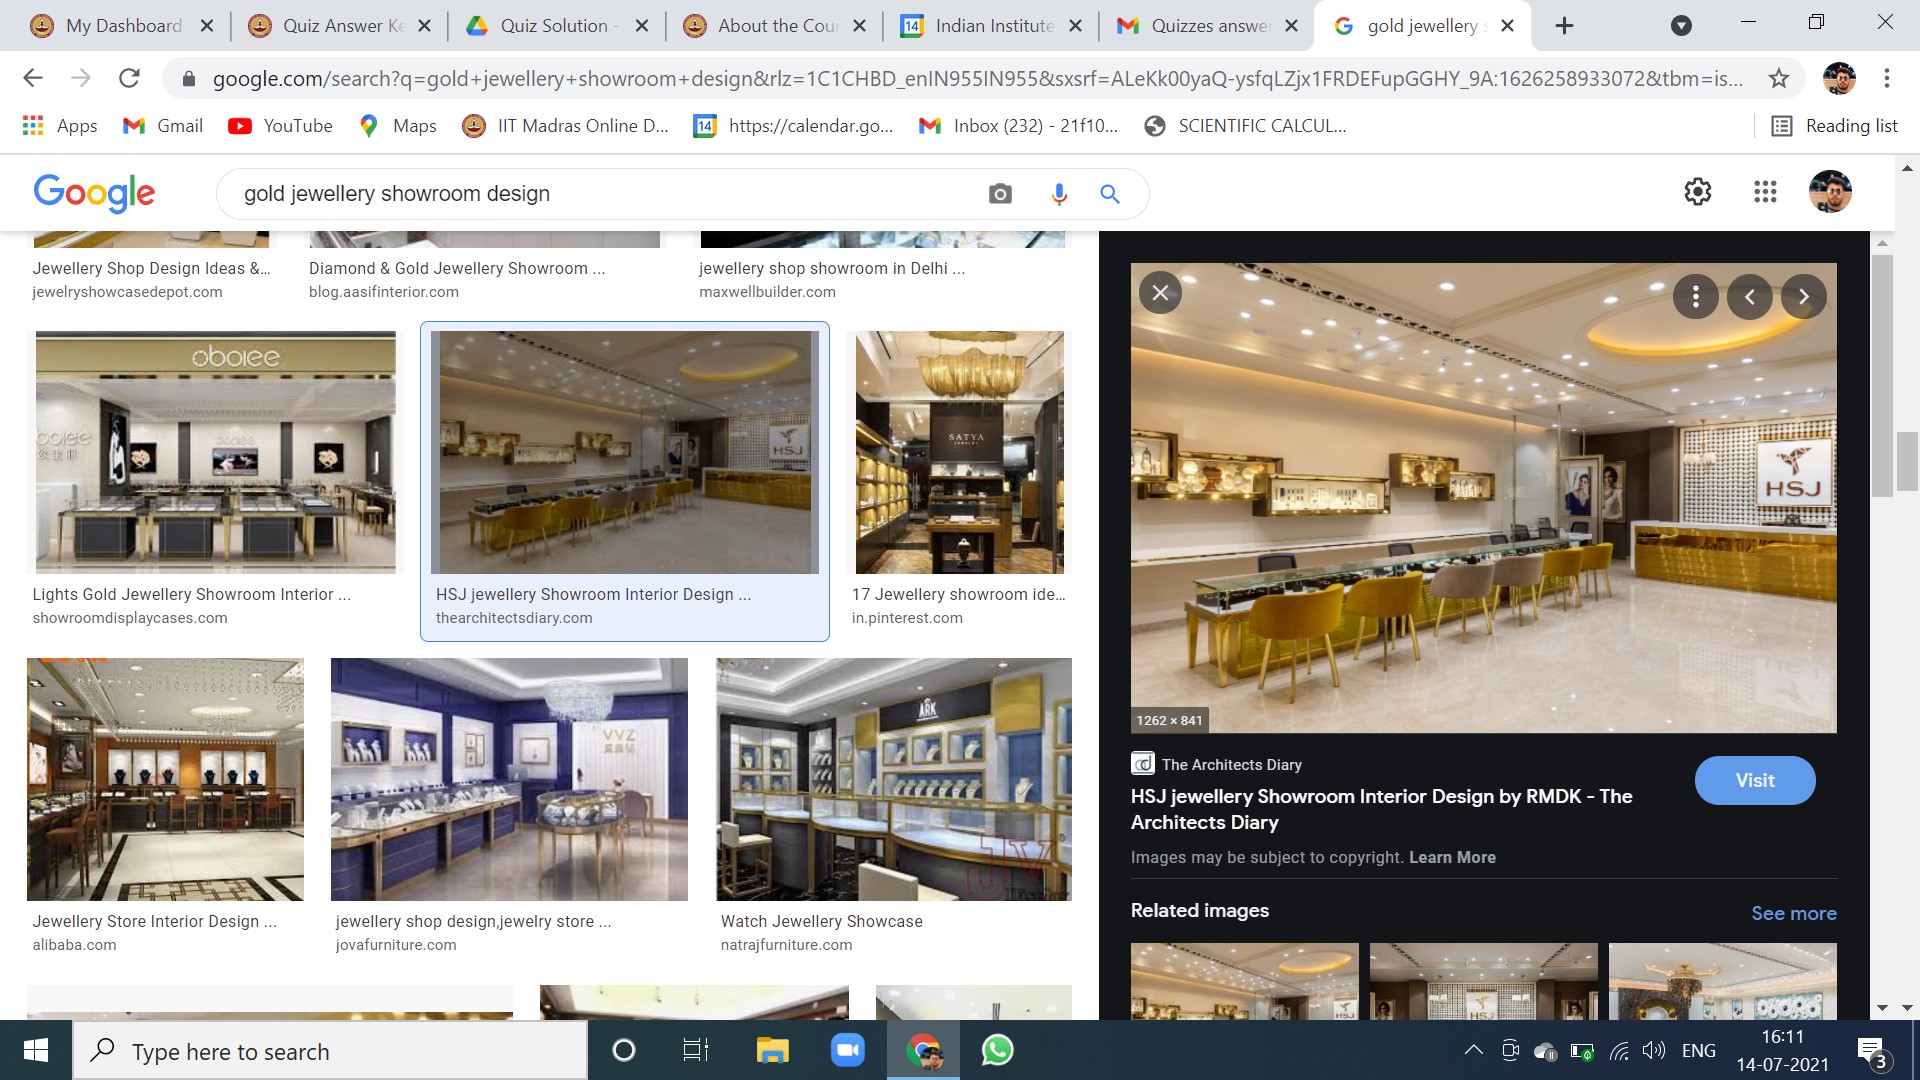 My Dashboard
Quiz Answer Ke
Quiz Solution -
About the Cour
14 Indian Institute
Quizzes answer
gold jewellery s
google.com/search?q=gold+jewellery+showroom+design&rlz=1C1CHBD_enIN955IN955&sxsrf=ALeKk00yaQ-ysfqLZjx1FRDEFupGGHY_9A:1626258933072&tbm=is...
Apps
Gmail
YouTube
Maps
IIT Madras Online D...
14 https://calendar.go...
Inbox (232) - 21f10...
SCIENTIFIC CALCUL...
Reading list
Google
gold jewellery showroom design
Jewellery Shop Design Ideas &...
jewelryshowcasedepot.com
Diamond & Gold Jewellery Showroom ...
blog.aasifinterior.com
jewellery shop showroom in Delhi ...
maxwellbuilder.com
HSJ
SATYA
Lights Gold Jewellery Showroom Interior ...
showroomdisplaycases.com
HSJ jewellery Showroom Interior Design ...
thearchitectsdiary.com
17 Jewellery showroom ide...
in.pinterest.com
VVZ
ARK
Jewellery Store Interior Design ...
alibaba.com
jewellery shop design,jewelry store ...
jovafurniture.com
Watch Jewellery Showcase
natrajfurniture.com
HSJ
1262 × 841
The Architects Diary
HSJ jewellery Showroom Interior Design by RMDK - The
Architects Diary
Visit
Images may be subject to copyright. Learn More
Related images
See more
HSJ
Type here to search
ENG
16:11
14-07-2021
3